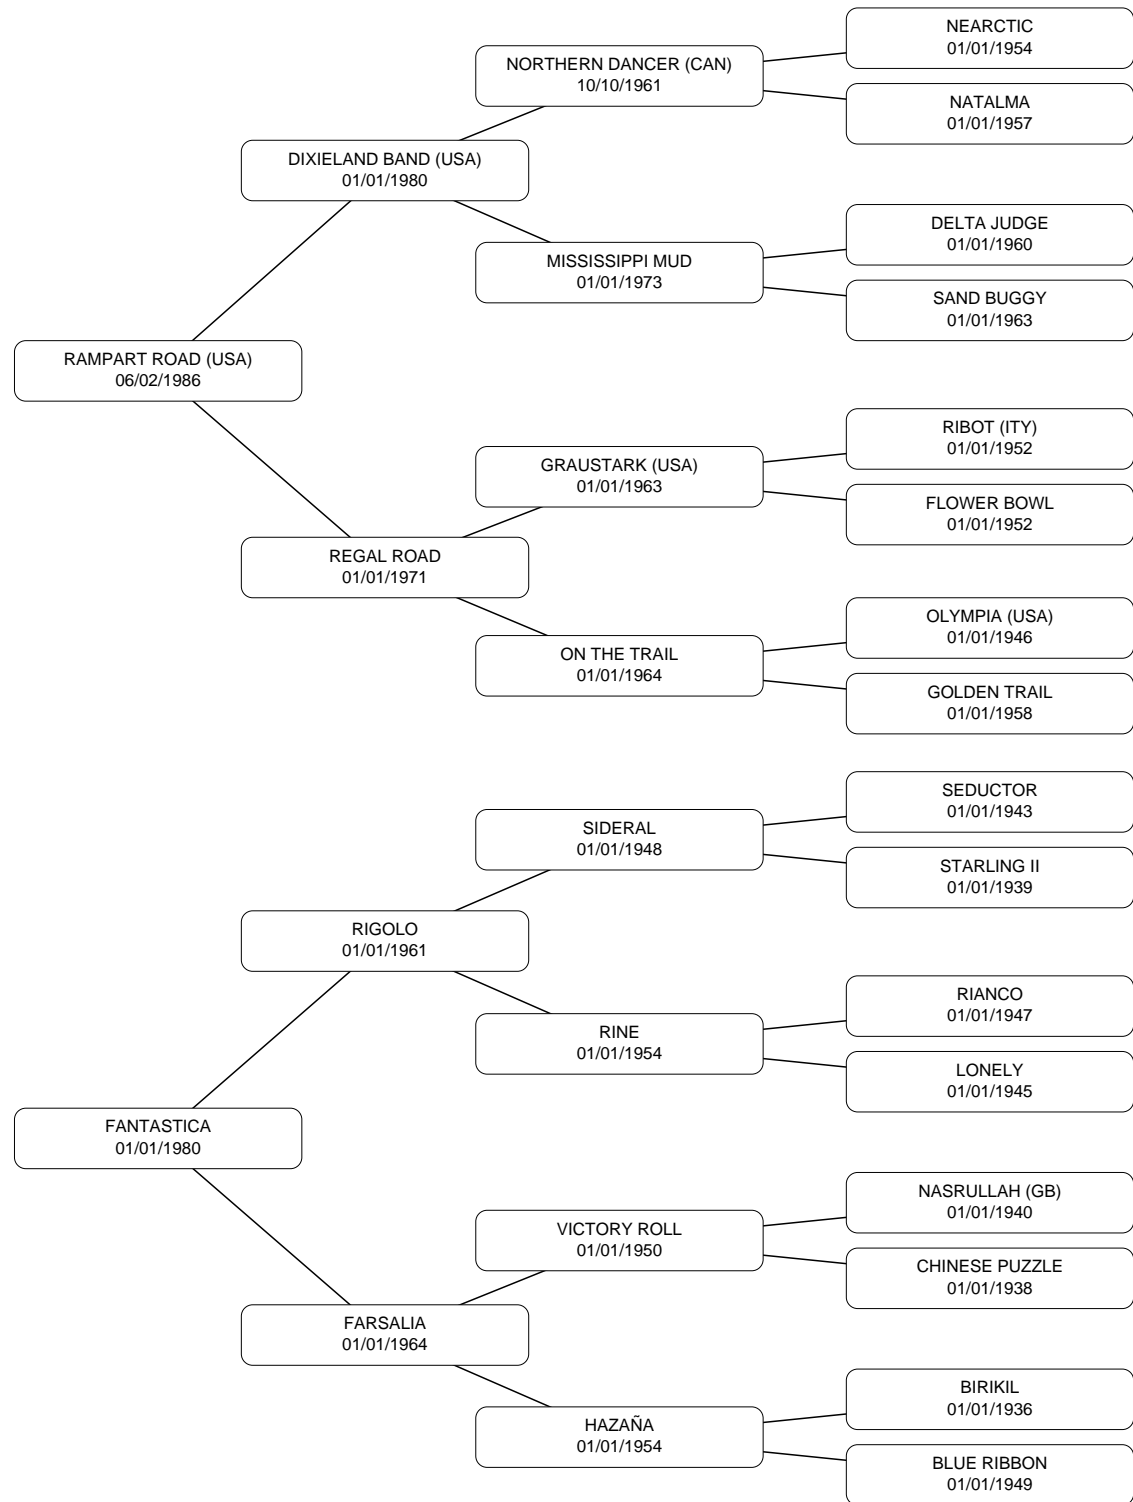 NEARCTIC
01/01/1954
NORTHERN DANCER (CAN)
10/10/1961
NATALMA
01/01/1957
DIXIELAND BAND (USA)
01/01/1980
DELTA JUDGE
01/01/1960
MISSISSIPPI MUD
01/01/1973
SAND BUGGY
01/01/1963
RAMPART ROAD (USA)
06/02/1986
RIBOT (ITY)
01/01/1952
GRAUSTARK (USA)
01/01/1963
FLOWER BOWL
01/01/1952
REGAL ROAD
01/01/1971
OLYMPIA (USA)
01/01/1946
ON THE TRAIL
01/01/1964
GOLDEN TRAIL
01/01/1958
SEDUCTOR
01/01/1943
SIDERAL
01/01/1948
STARLING II
01/01/1939
RIGOLO
01/01/1961
RIANCO
01/01/1947
RINE
01/01/1954
LONELY
01/01/1945
FANTASTICA
01/01/1980
NASRULLAH (GB)
01/01/1940
VICTORY ROLL
01/01/1950
CHINESE PUZZLE
01/01/1938
FARSALIA
01/01/1964
BIRIKIL
01/01/1936
HAZAÑA
01/01/1954
BLUE RIBBON
01/01/1949